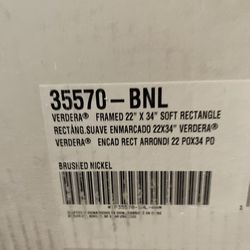 35570-BNL
VERDERA® FRAMED 22" X 34" SOFT RECTANGLE
RECTÁNG.SUAVE ENMARCADO 22X34" VERDERA®
VERDERA® ENCAD RECT ARRONDI 22 POX34 PO
BRUSHED NICKEL